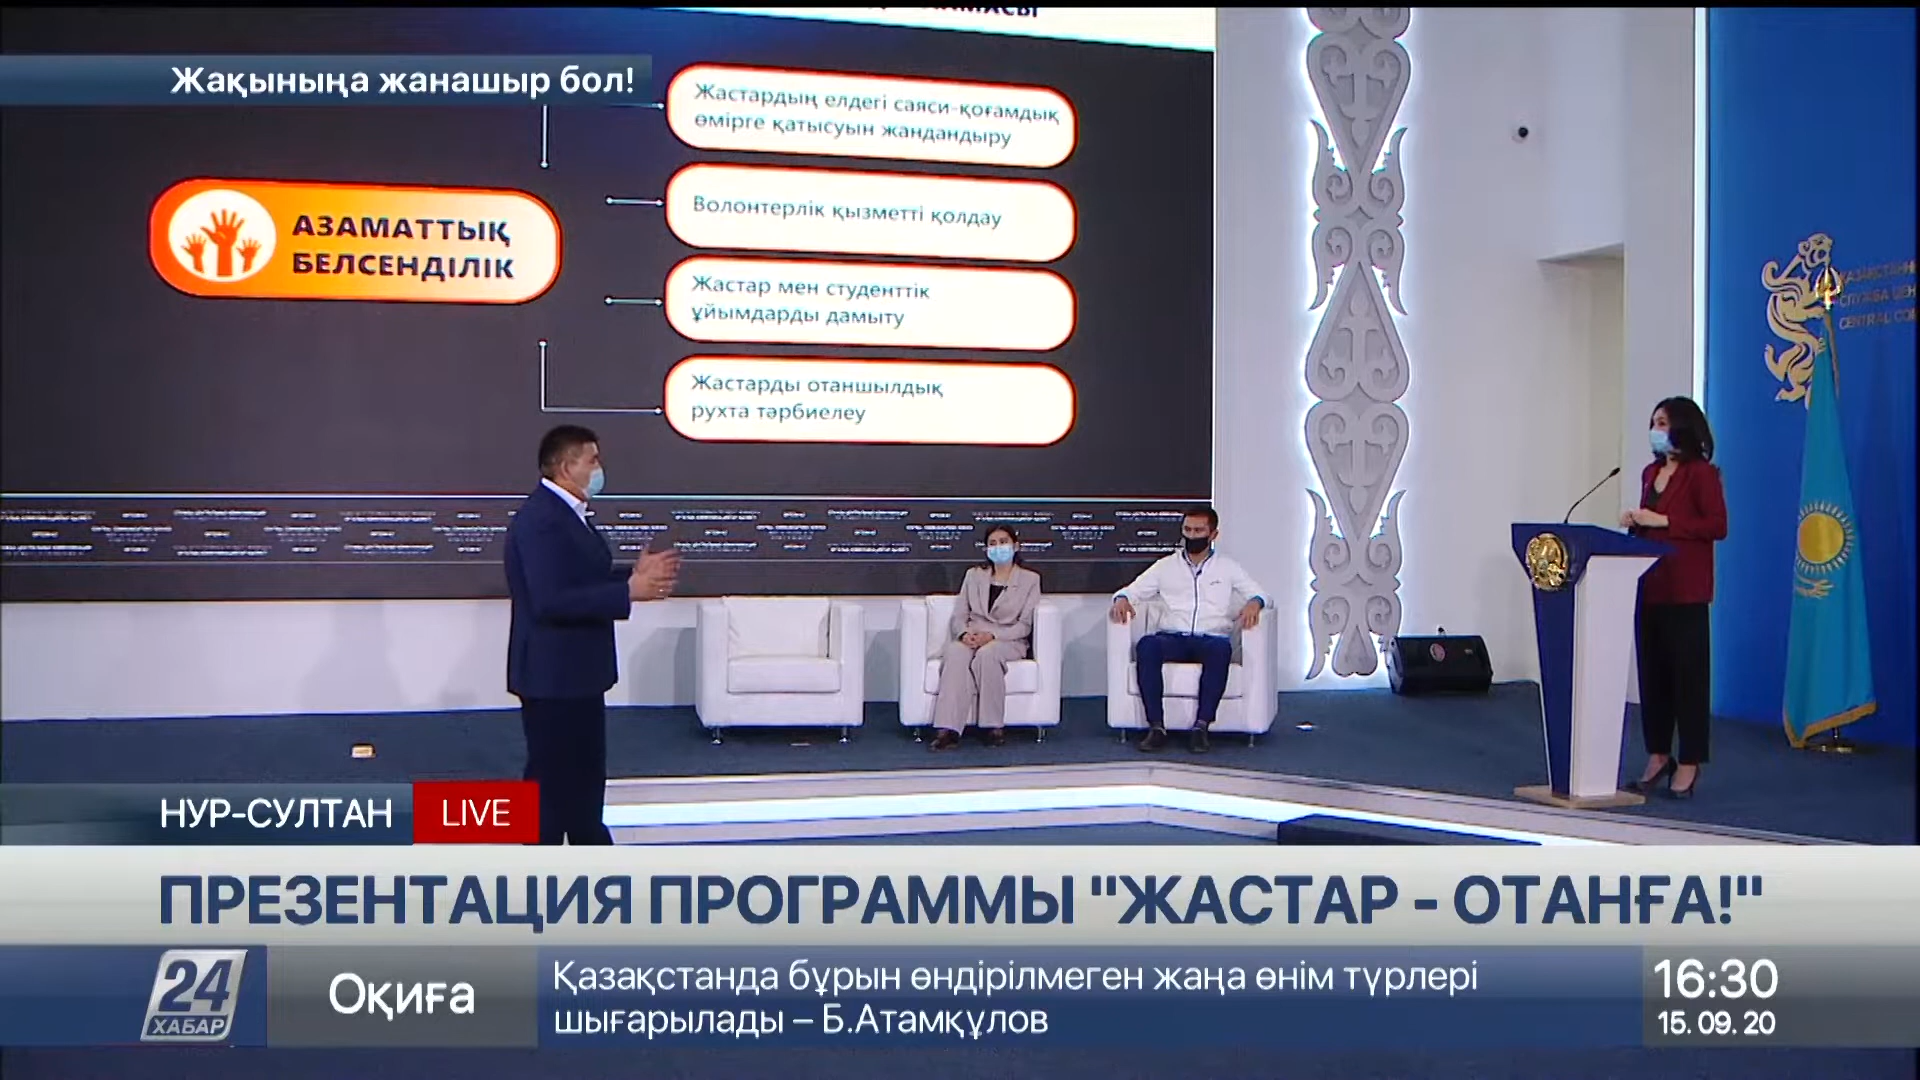 Жақыныңа жанашыр бол!
Жастардың елдегі саяси-қоғамдық
өмірге қатысуын жандандыру
АЗАМАТТЫҚ
БЕЛСЕНДІЛІК
Волонтерлік қызметті қолдау
Жастар мен студенттік
ұйымдарды дамыту
Жастарды отаншылдық
рухта тәрбиелеу
CENTRAL
НУР-СУЛТАН
LIVE
ПРЕЗЕНТАЦИЯ ПРОГРАММЫ "ЖАСТАР - ОТАНҒА!"
24
ХАБАР
Оқиға
Қазақстанда бұрын өндірілмеген жаңа өнім түрлері
шығарылады – Б.Атамқұлов
16:30
15. 09. 20